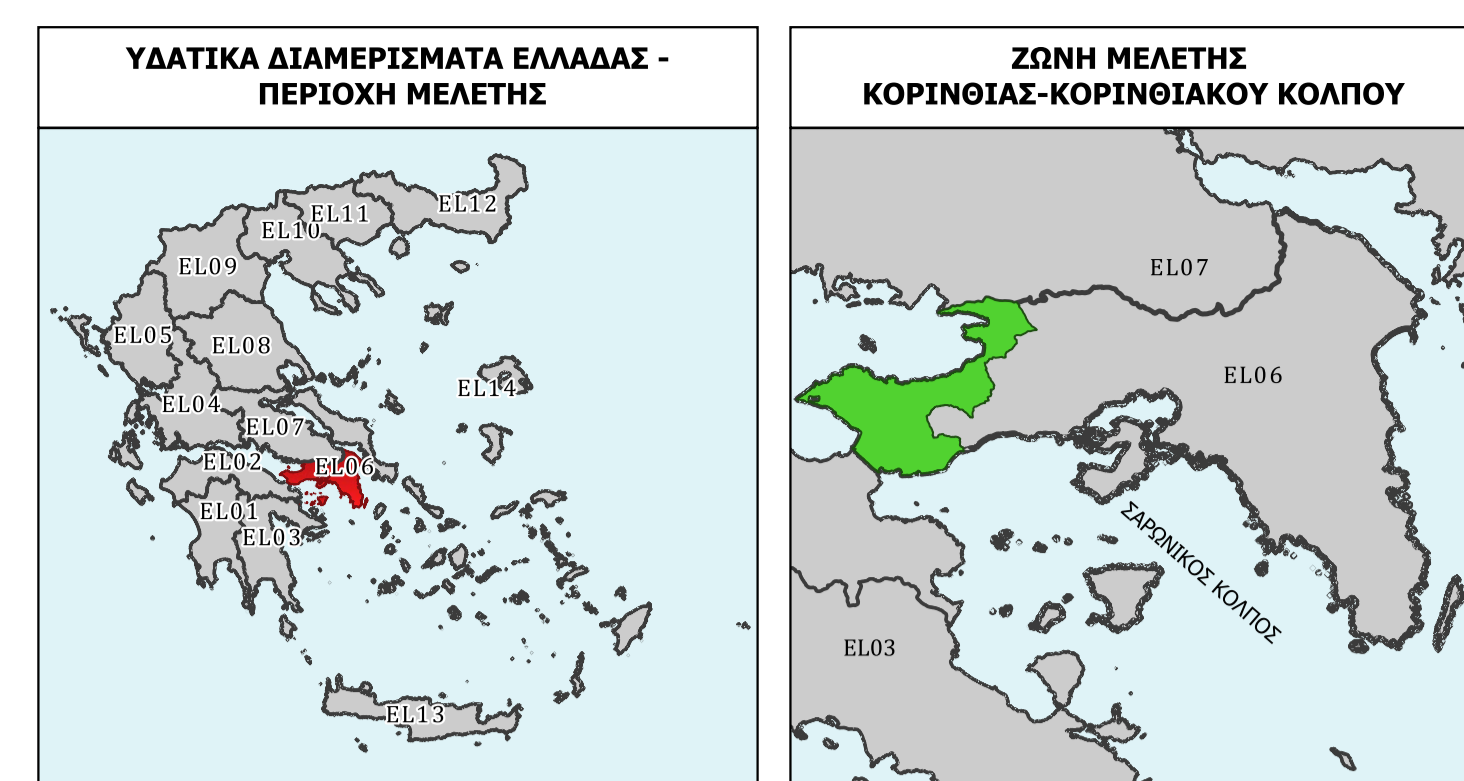 ΥΔΑΤΙΚΑ ΔΙΑΜΕΡΙΣΜΑΤΑ ΕΛΛΑΔΑΣ -
ΠΕΡΙΟΧΗ ΜΕΛΕΤΗΣ
EL12
EL11
EL10
EL09
EL05
EL08
EL14
EL04
EL07
EL02
EL06
EL01
EL03
EL13
ΖΩΝΗ ΜΕΛΕΤΗΣ
ΚΟΡΙΝΘΙΑΣ-ΚΟΡΙΝΘΙΑΚΟΥ ΚΟΛΠΟΥ
EL07
EL06
ΣΑΡΩΝΙΚΟΣ ΚΟΛΠΟΣ
EL03